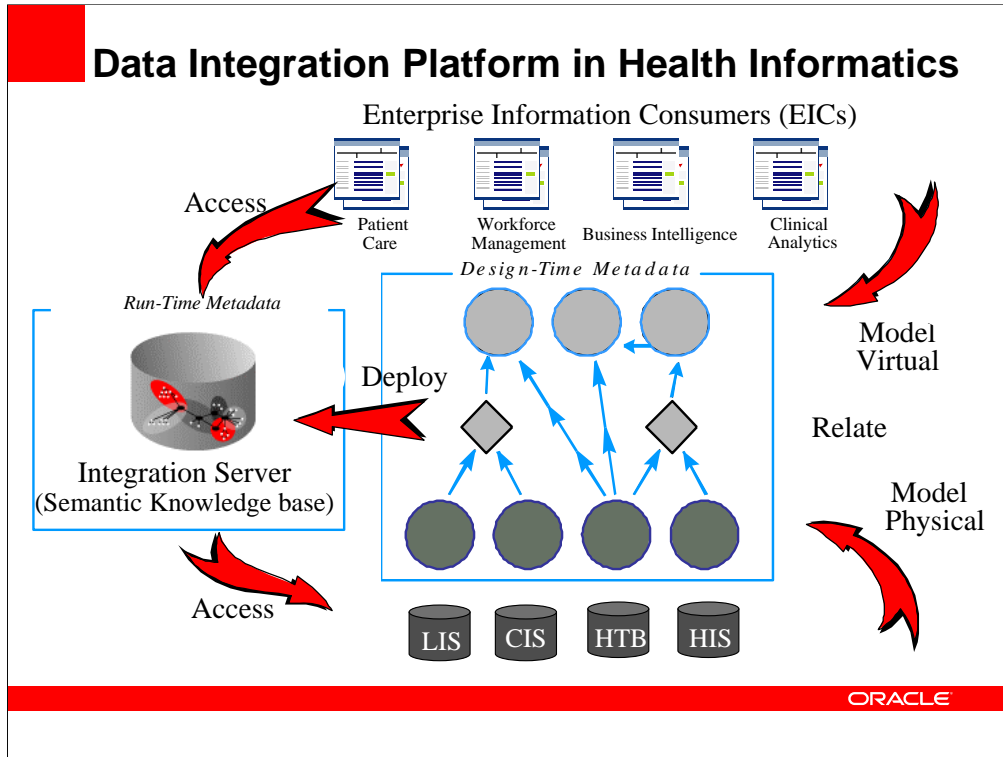 Data Integration Platform in Health Informatics
Enterprise Information Consumers (EICs)
Access
Patient
Care
Workforce
Management
Business Intelligence
Clinical
Analytics
Design-Time Metadata
Run-Time Metadata
Model
Virtual
Deploy
Relate
Integration Server
(Semantic Knowledge base)
Model
Physical
Access
LIS
CIS
HTB
HIS
ORACLE